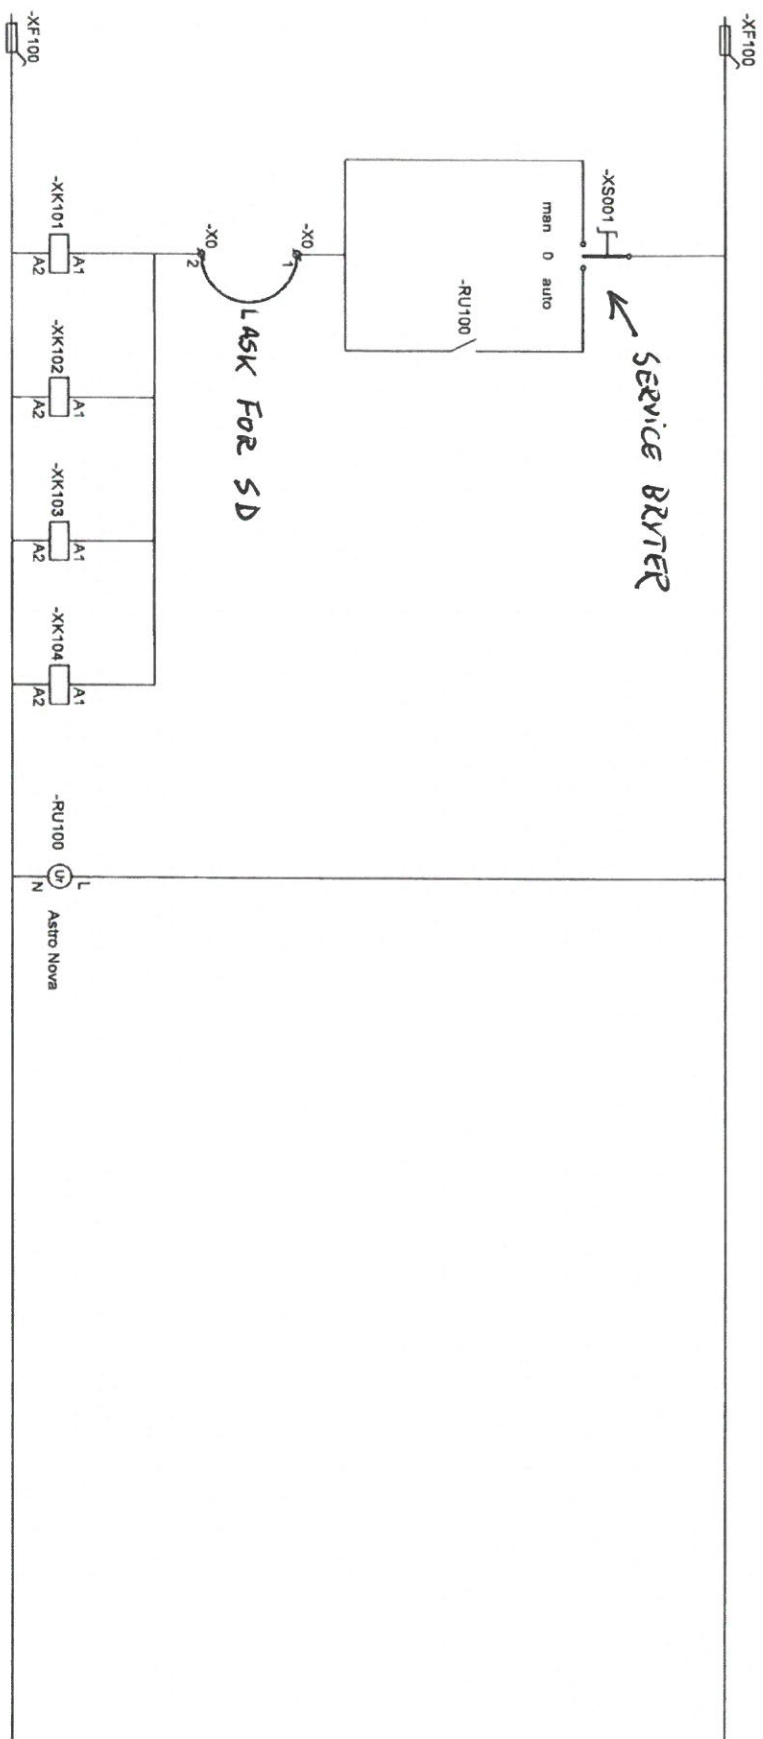 -XF100
-XF100
-XS001
man 0 auto
SERVICE BRYTER
-RU100
-X0
1
LASK FOR SD
-X0
2
-XK101
A1
A2
-XK102
A1
A2
-XK103
A1
A2
-XK104
A1
A2
-RU100
Ur
L
N
Astro Nova